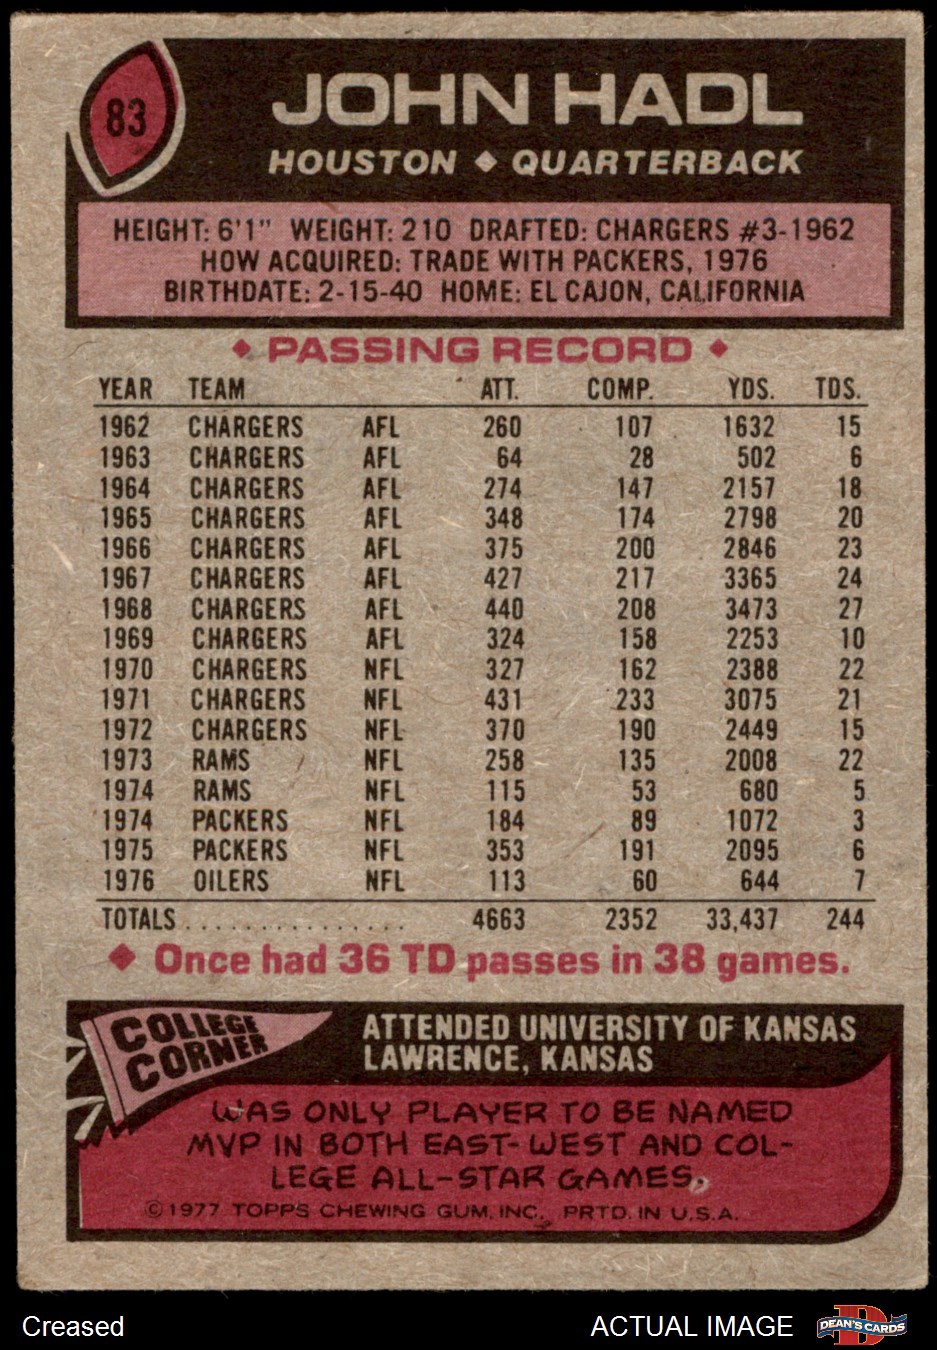 83
JOHN HADL
HOUSTON ◆ QUARTERBACK
HEIGHT: 6'1" WEIGHT: 210 DRAFTED: CHARGERS #3-1962
HOW ACQUIRED: TRADE WITH PACKERS, 1976
BIRTHDATE: 2-15-40 HOME: EL CAJON, CALIFORNIA
◆ PASSING RECORD ◆
YEAR TEAM ATT. COMP. YDS. TDS.
1962 CHARGERS AFL 260 107 1632 15
1963 CHARGERS AFL 64 28 502 6
1964 CHARGERS AFL 274 147 2157 18
1965 CHARGERS AFL 348 174 2798 20
1966 CHARGERS AFL 375 200 2846 23
1967 CHARGERS AFL 427 217 3365 24
1968 CHARGERS AFL 440 208 3473 27
1969 CHARGERS AFL 324 158 2253 10
1970 CHARGERS NFL 327 162 2388 22
1971 CHARGERS NFL 431 233 3075 21
1972 CHARGERS NFL 370 190 2449 15
1973 RAMS NFL 258 135 2008 22
1974 RAMS NFL 115 53 680 5
1974 PACKERS NFL 184 89 1072 3
1975 PACKERS NFL 353 191 2095 6
1976 OILERS NFL 113 60 644 7
TOTALS............... 4663 2352 33,437 244
◆ Once had 36 TD passes in 38 games.
COLLEGE
CORNER
ATTENDED UNIVERSITY OF KANSAS
LAWRENCE, KANSAS
WAS ONLY PLAYER TO BE NAMED
MVP IN BOTH EAST-WEST AND COL-
LEGE ALL-STAR GAMES.
©1977 TOPPS CHEWING GUM, INC. PRTD. IN U.S.A.
Creased
ACTUAL IMAGE
D
DEAN'S CARDS